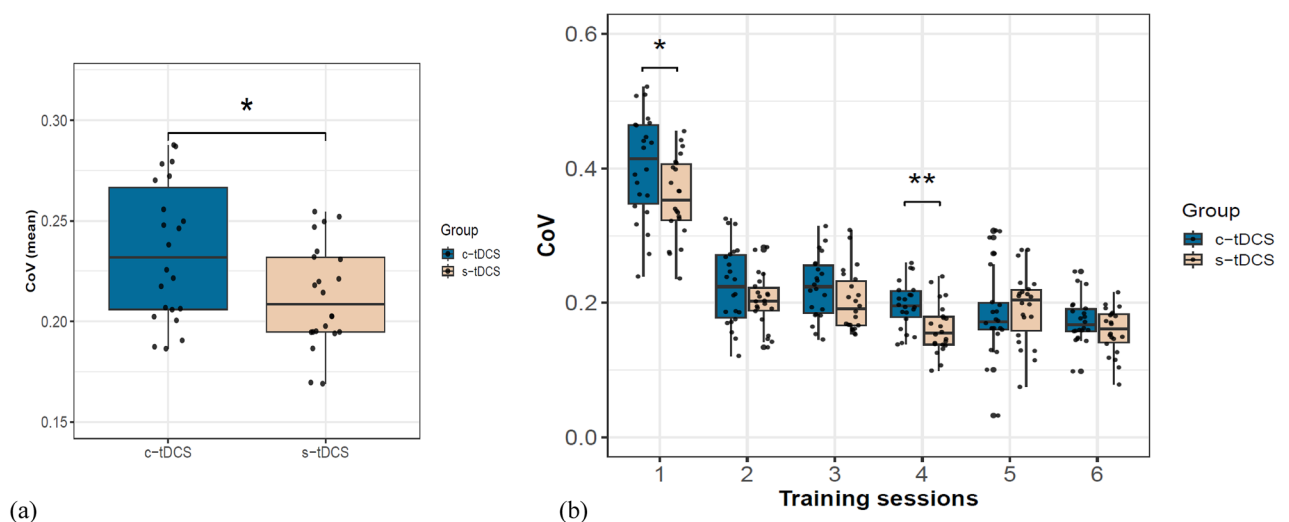 *
0.30
0.25
0.20
0.15
CoV (mean)
c-tDCS
s-tDCS
Group
c-tDCS
s-tDCS
(a)
*
**
0.6
0.4
0.2
0.0
CoV
1 2 3 4 5 6
Training sessions
Group
c-tDCS
s-tDCS
(b)